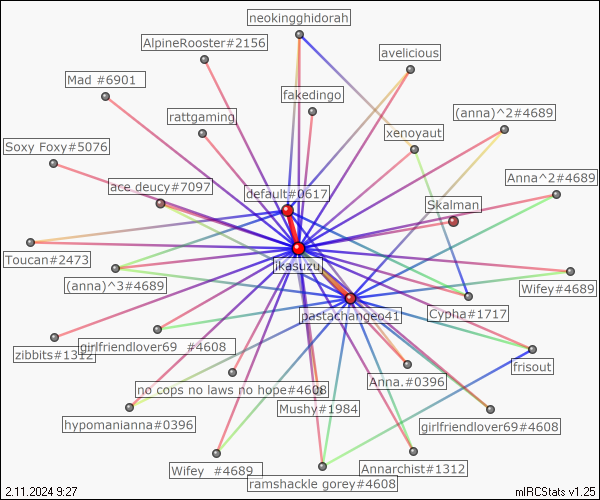 neokingghidorah
AlpineRooster#2156
avelicious
Mad #6901
fakedingo
(anna)^2#4689
rattgaming
xenoyaut
Soxy Foxy#5076
Anna^2#4689
ace deucy#7097
default#0617
Skalman
Toucan#2473
jkasuzu
(anna)^3#4689
Wifey#4689
pastachangeo41
Cypha#1717
zibbits#1312
girlfriendlover69 #4608
frisout
Anna.#0396
no cops no laws no hope#4608
Mushy#1984
hypomanianna#0396
girlfriendlover69#4608
Wifey #4689
Annarchist#1312
ramshackle gorey#4608
2.11.2024 9:27
mIRCStats v1.25